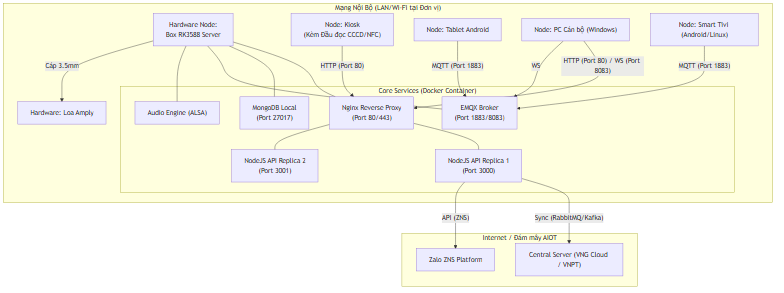 Mạng Nội Bộ (LAN/WI-FI tại Đơn vị)
Hardware Node:
Box RK3588 Server
Node: Kiosk
(Kèm Đầu đọc CCCD/NFC)
Node: Tablet Android
Node: PC Cán bộ (Windows)
Node: Smart Tivi
(Android/Linux)
Cáp 3.5mm
HTTP (Port 80)
MQTT (Port 1883)
WS
HTTP (Port 80) / WS (Port
8083)
MQTT (Port 1883)
Core Services (Docker Container)
Hardware: Loa Amply
Audio Engine (ALSA)
MongoDB Local
(Port 27017)
Nginx Reverse Proxy
(Port 80/443)
EMQX Broker
(Port 1883/8083)
NodeJS API Replica 2
(Port 3001)
NodeJS API Replica 1
(Port 3000)
API (ZNS)
Sync (RabbitMQ/Kafka)
Internet / Đám mây AIOT
Zalo ZNS Platform
Central Server (VNG Cloud
/ VNPT)